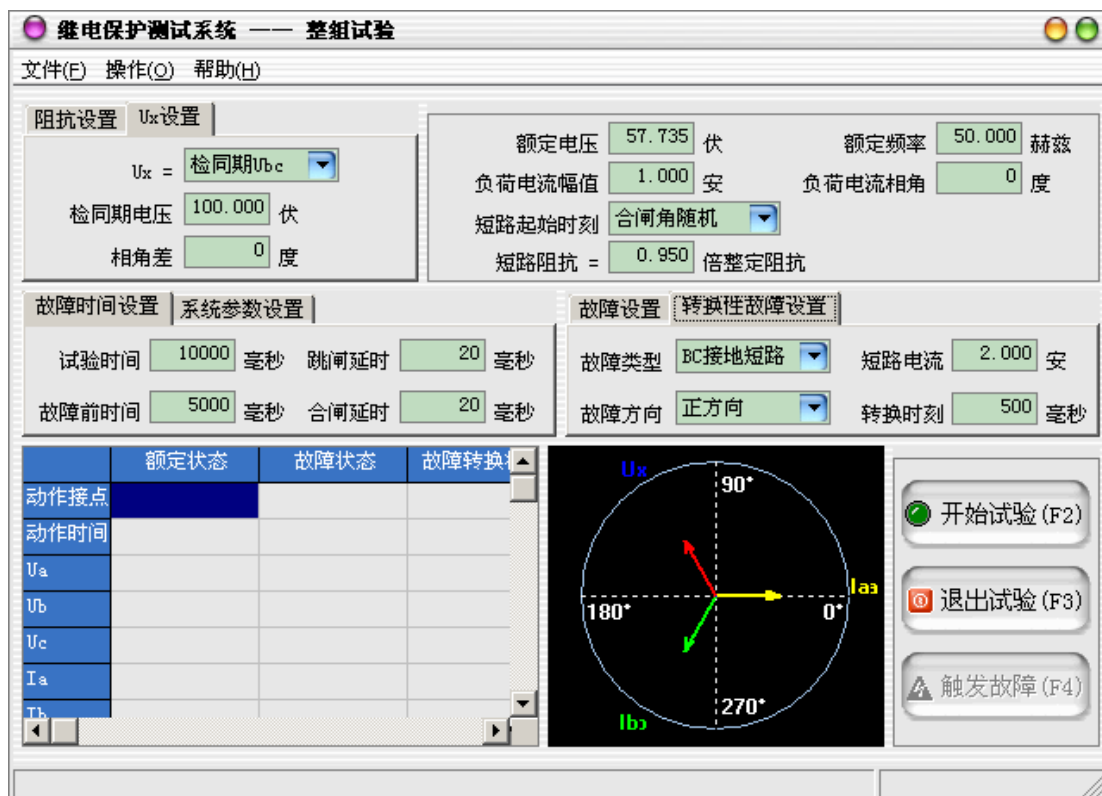 继电保护测试系统 —— 整组试验
文件(F) 操作(O) 帮助(H)
阻抗设置 Ux设置
Ux = 检同期Ubc
检同期电压 100.000 伏
相角差 0 度
额定电压 57.735 伏 额定频率 50.000 赫兹
负荷电流幅值 1.000 安 负荷电流相角 0 度
短路起始时刻 合闸角随机
短路阻抗 = 0.950 倍整定阻抗
故障时间设置 系统参数设置
试验时间 10000 毫秒 跳闸延时 20 毫秒
故障前时间 5000 毫秒 合闸延时 20 毫秒
故障设置 转换性故障设置
故障类型 BC接地短路 短路电流 2.000 安
故障方向 正方向 转换时刻 500 毫秒
额定状态 故障状态 故障转换
动作接点
动作时间
Ua
Ub
Uc
Ia
Ib
Ux
90°
180°
0°
270°
开始试验(F2)
退出试验(F3)
触发故障(F4)